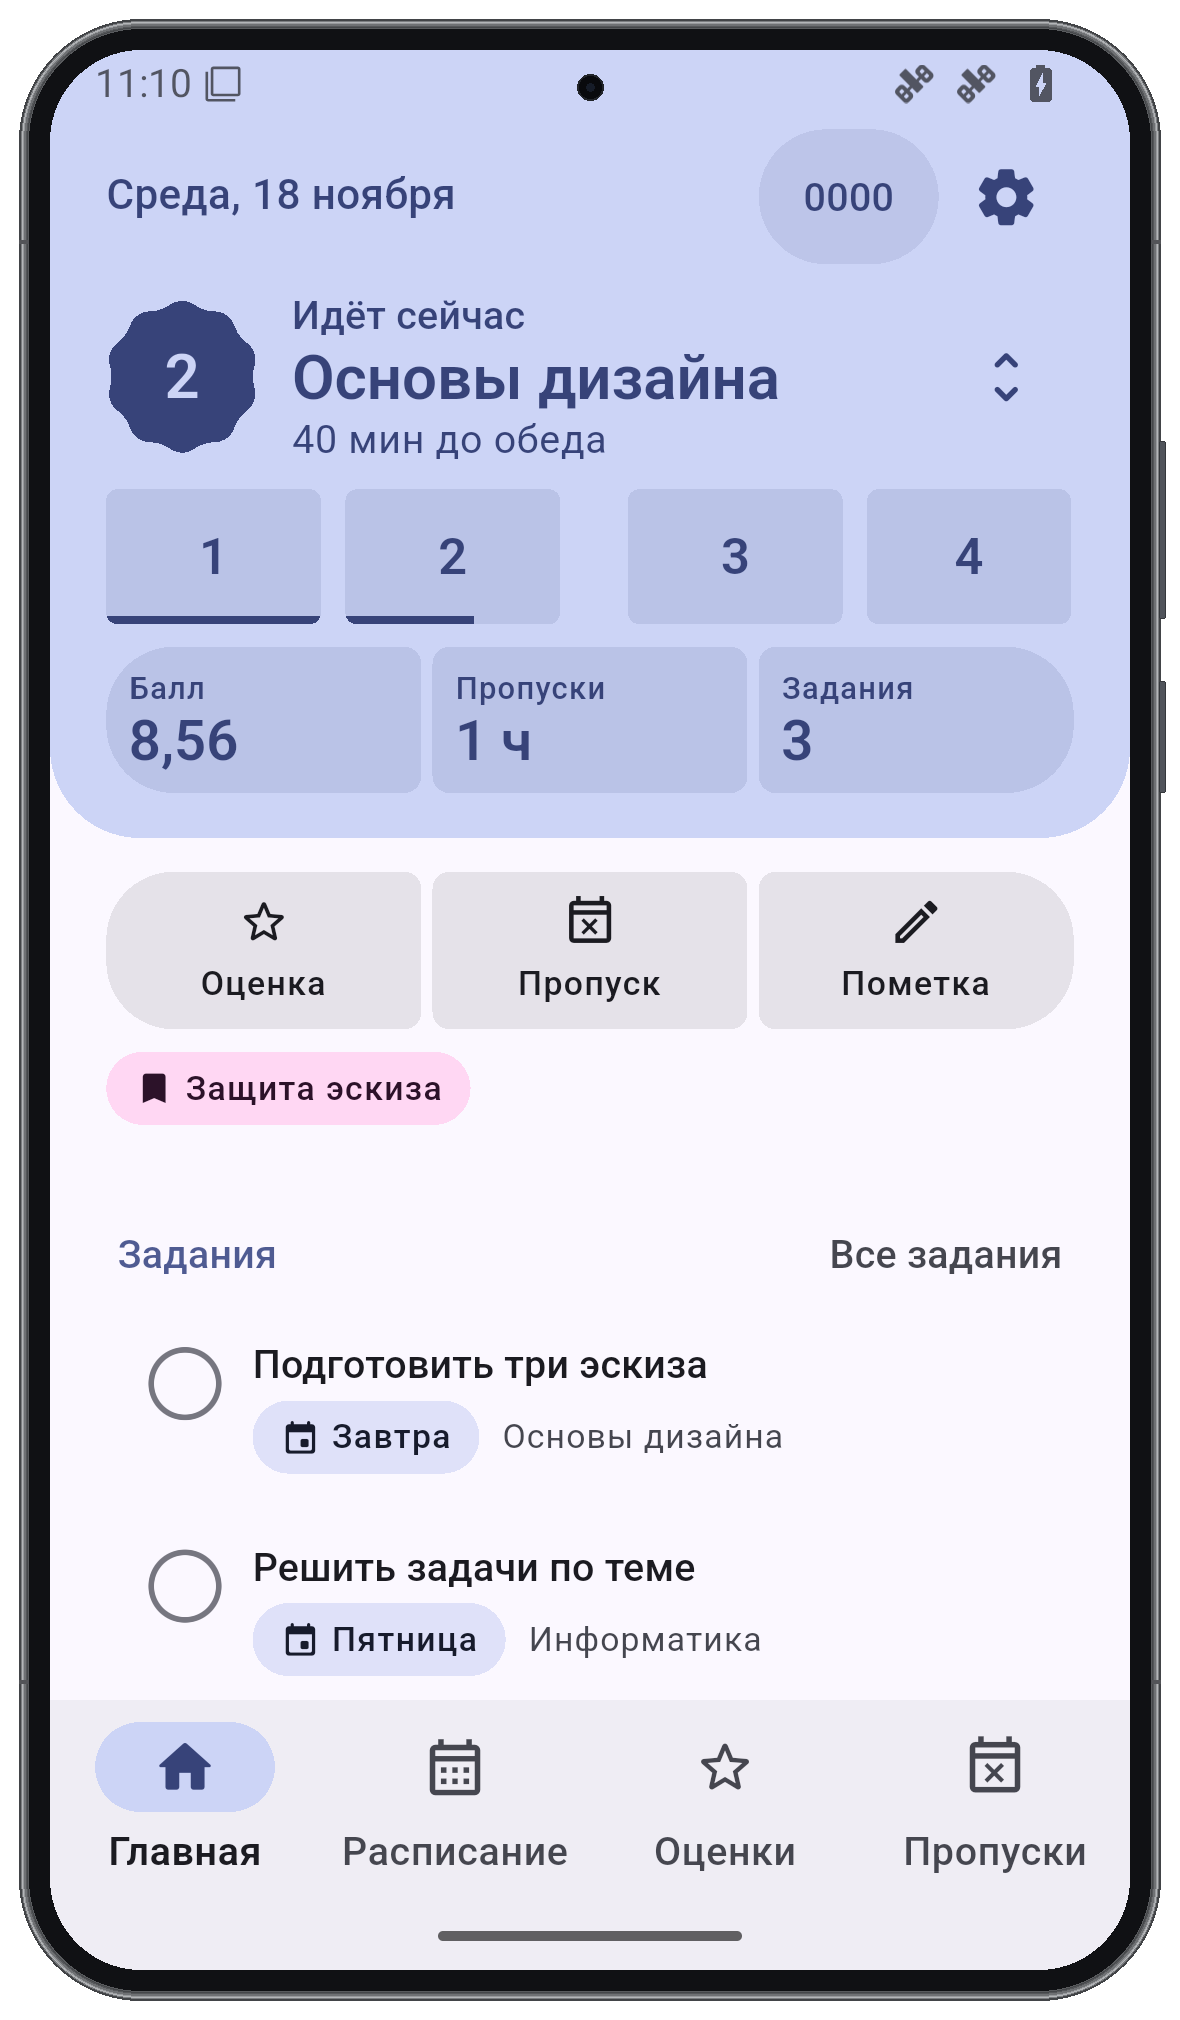 11:10
Среда, 18 ноября
0000
Идёт сейчас
2
Основы дизайна
40 мин до обеда
1 2 3 4
Балл Пропуски Задания
8,56 1 ч 3
Оценка Пропуск Пометка
Защита эскиза
Задания Все задания
Подготовить три эскиза
Завтра Основы дизайна
Решить задачи по теме
Пятница Информатика
Главная Расписание Оценки Пропуски